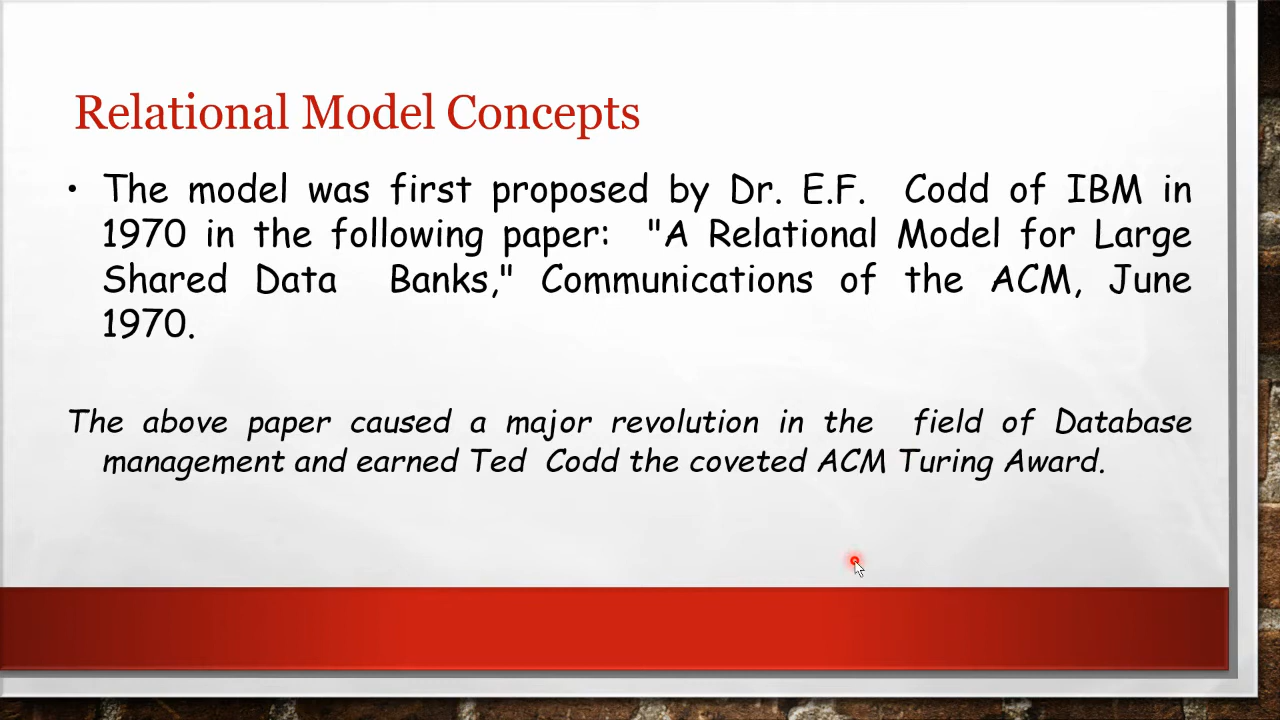 Relational Model Concepts
• The model was first proposed by Dr. E.F. Codd of IBM in
1970 in the following paper: "A Relational Model for Large
Shared Data Banks," Communications of the ACM, June
1970.
The above paper caused a major revolution in the field of Database
management and earned Ted Codd the coveted ACM Turing Award.